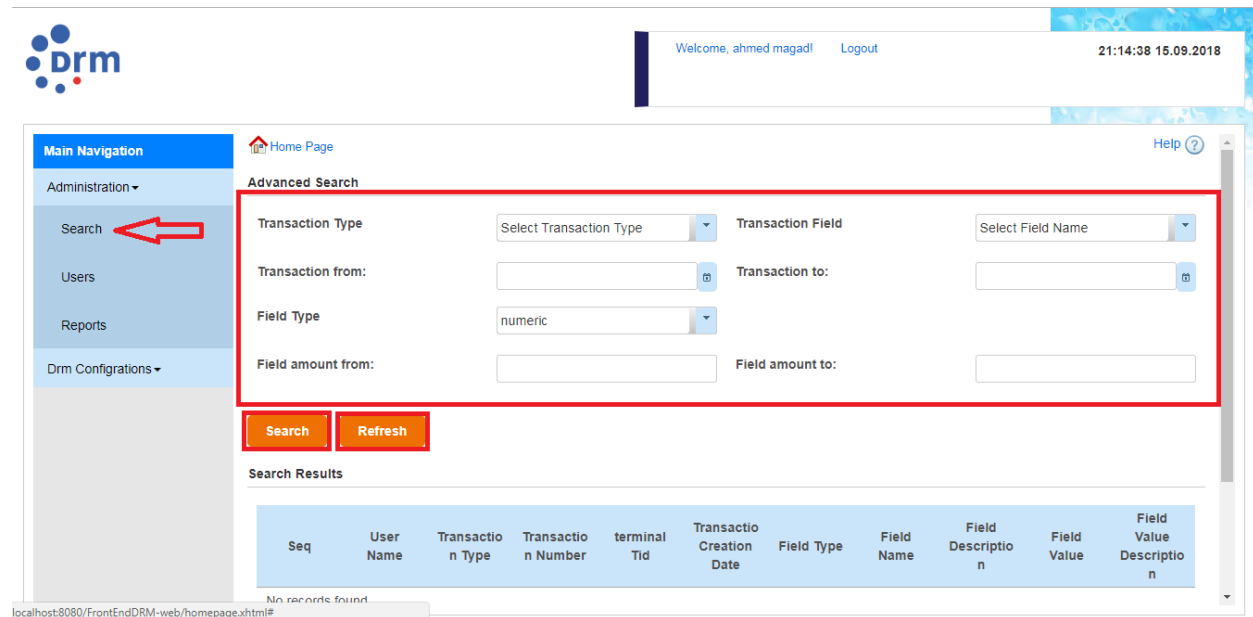 Drm
Welcome, ahmed magad! Logout 21:14:38 15.09.2018
Main Navigation
Home Page
Help ?
Administration
Advanced Search
Search
Users
Reports
Drm Configrations
Transaction Type
Select Transaction Type
Transaction Field
Select Field Name
Transaction from:
Transaction to:
Field Type
numeric
Field amount from:
Field amount to:
Search
Refresh
Search Results
Seq
User
Name
Transactio
n Type
Transactio
n Number
terminal
Tid
Transactio
Creation
Date
Field Type
Field
Name
Field
Descriptio
n
Field
Value
Field
Value
Descriptio
n
No records found
localhost:8080/FrontEndDRM-web/homepage.xhtml#